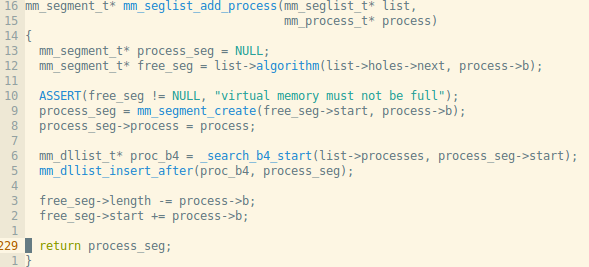 16 mm_segment_t* mm_seglist_add_process(mm_seglist_t* list,
15                                      mm_process_t* process)
14 {
13   mm_segment_t* process_seg = NULL;
12   mm_segment_t* free_seg = list->algorithm(list->holes->next, process->b);
11
10   ASSERT(free_seg != NULL, "virtual memory must not be full");
9   process_seg = mm_segment_create(free_seg->start, process->b);
8   process_seg->process = process;
7
6   mm_dllist_t* proc_b4 = _search_b4_start(list->processes, process_seg->start);
5   mm_dllist_insert_after(proc_b4, process_seg);
4
3   free_seg->length -= process->b;
2   free_seg->start += process->b;
1
229   return process_seg;
1 }